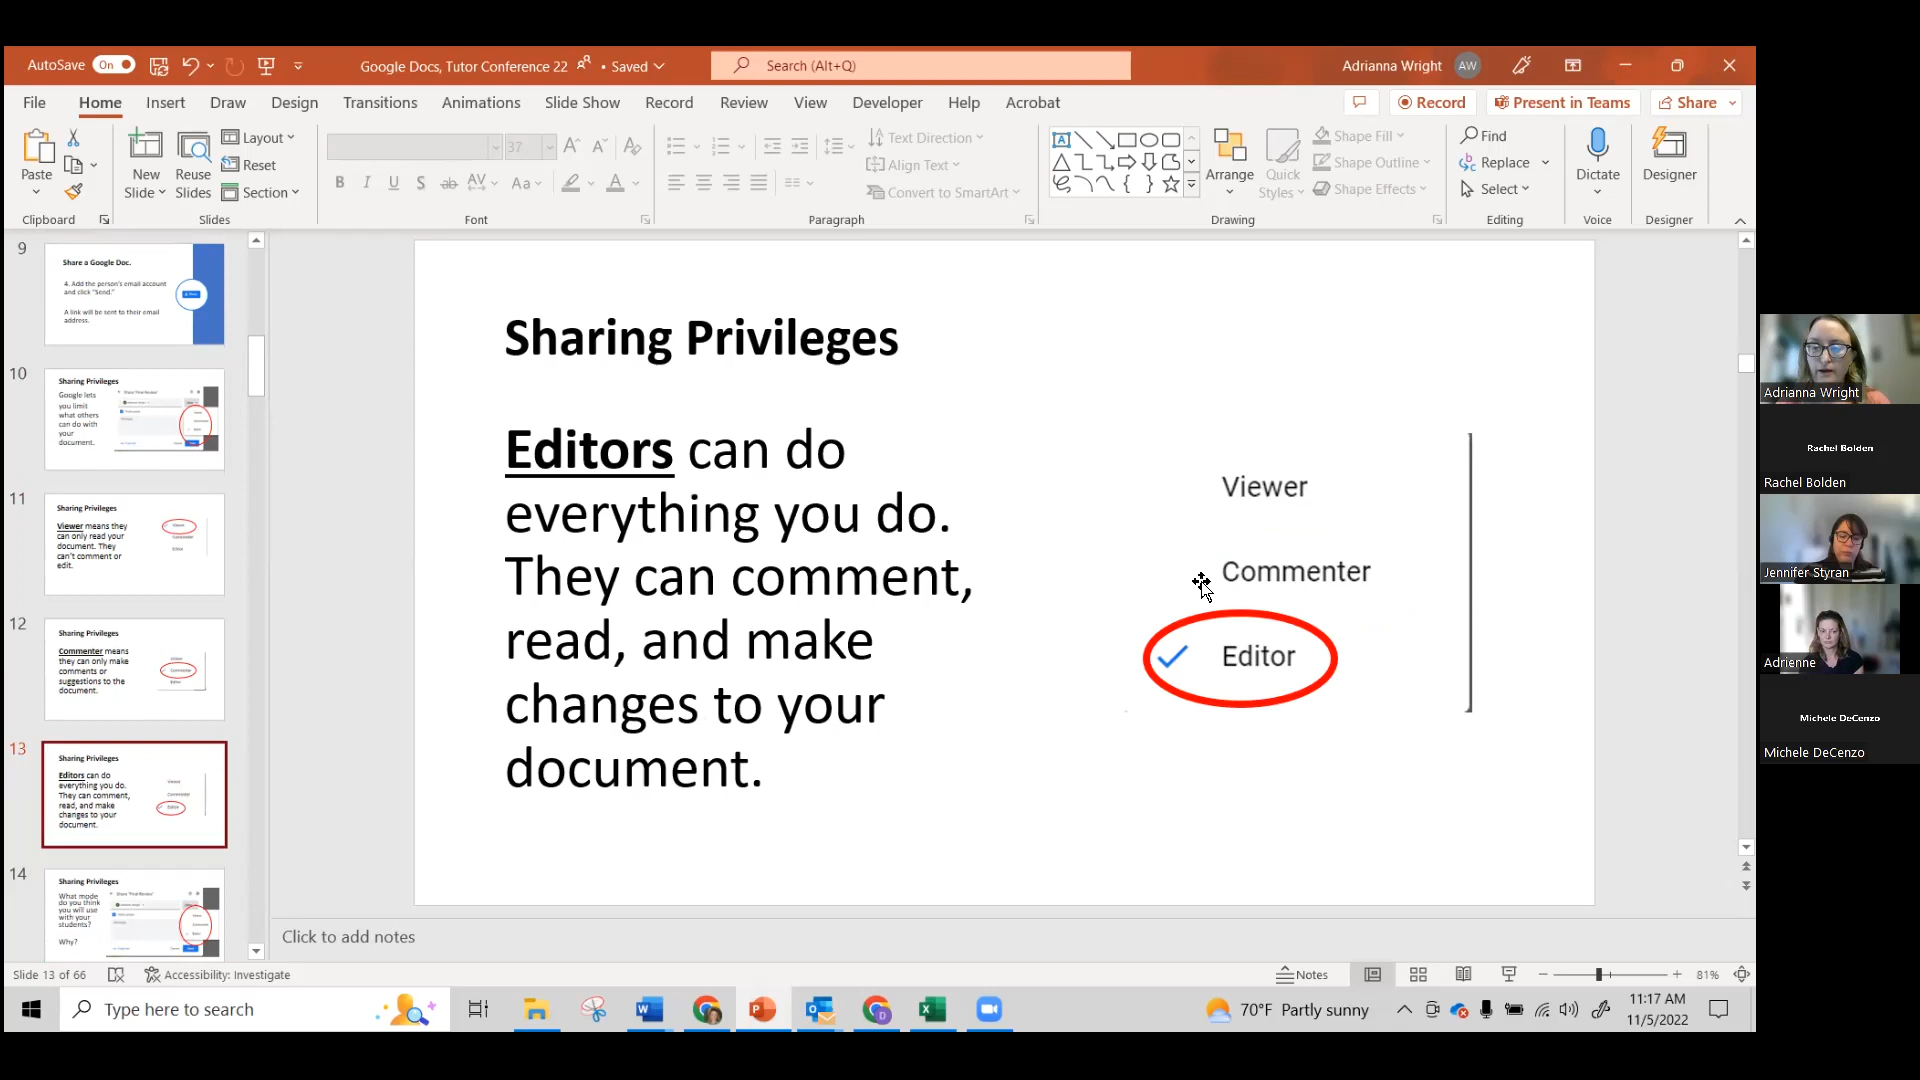 AutoSave On Google Docs, Tutor Conference 22 • Saved Search (Alt+Q) Adrianna Wright AW
File Home Insert Draw Design Transitions Animations Slide Show Record Review View Developer Help Acrobat Record Present in Teams Share
Paste
New Slide
Reuse Slides
Layout
Reset
Section
37
B I U S ab AV Aa A
Text Direction
Align Text
Convert to SmartArt
Arrange
Quick Styles
Shape Fill
Shape Outline
Shape Effects
Find
Replace
Select
Dictate
Designer
Clipboard Slides Font Paragraph Drawing Editing Voice Designer
9
Share a Google Doc.
4. Add the person's email account
and click "Send."
A link will be sent to their email
address.
10
Sharing Privileges
Google lets
you limit
what others
can do with
your
document.
11
Sharing Privileges
Viewer means they
can only read your
document. They
can't comment or
edit.
12
Sharing Privileges
Commenter means
they can only make
comments or
suggestions to the
document.
13
Sharing Privileges
Editors can do
everything you do.
They can comment,
read, and make
changes to your
document.
Viewer
Commenter
Editor
14
Sharing Privileges
What mode
do you think
you will use
with your
students?
Why?
Sharing Privileges
Editors can do
everything you do.
They can comment,
read, and make
changes to your
document.
Viewer
Commenter
Editor
Adrianna Wright
Rachel Bolden
Rachel Bolden
Jennifer Styran
Adrienne
Michele DeCenzo
Michele DeCenzo
Click to add notes
Slide 13 of 66 Accessibility: Investigate Notes 81%
Type here to search 70°F Partly sunny 11:17 AM
11/5/2022